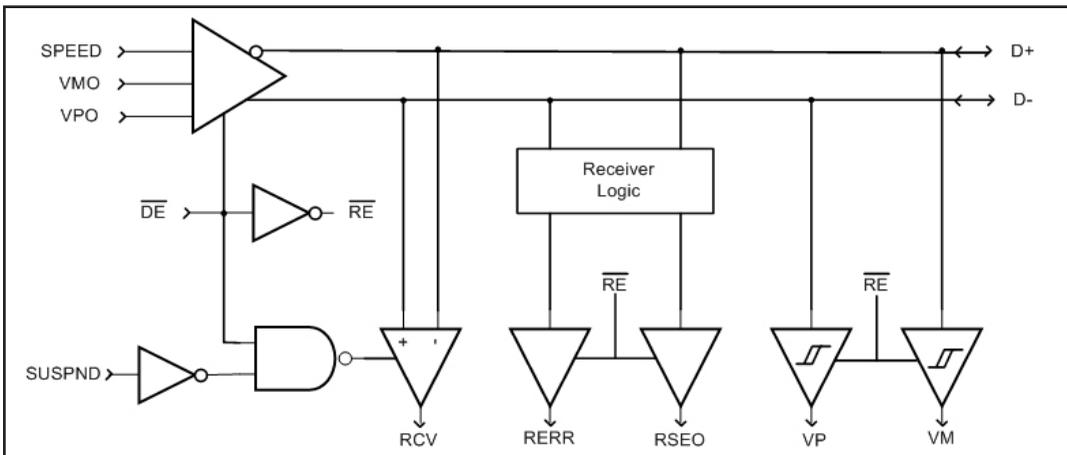 SPEED
D+
VMO
D-
VPO
Receiver
Logic
DE
RE
RE
RE
+ -
SUSPND
RCV
RERR
RSEO
VP
VM